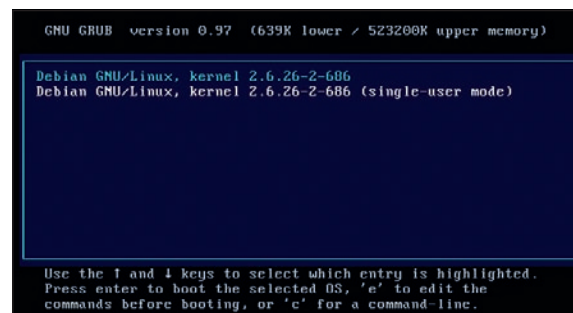 GNU GRUB version 0.97 (639K lower / 523200K upper memory)
Debian GNU/Linux, kernel 2.6.26-2-686
Debian GNU/Linux, kernel 2.6.26-2-686 (single-user mode)
Use the ↑ and ↓ keys to select which entry is highlighted.
Press enter to boot the selected OS, 'e' to edit the
commands before booting, or 'c' for a command-line.